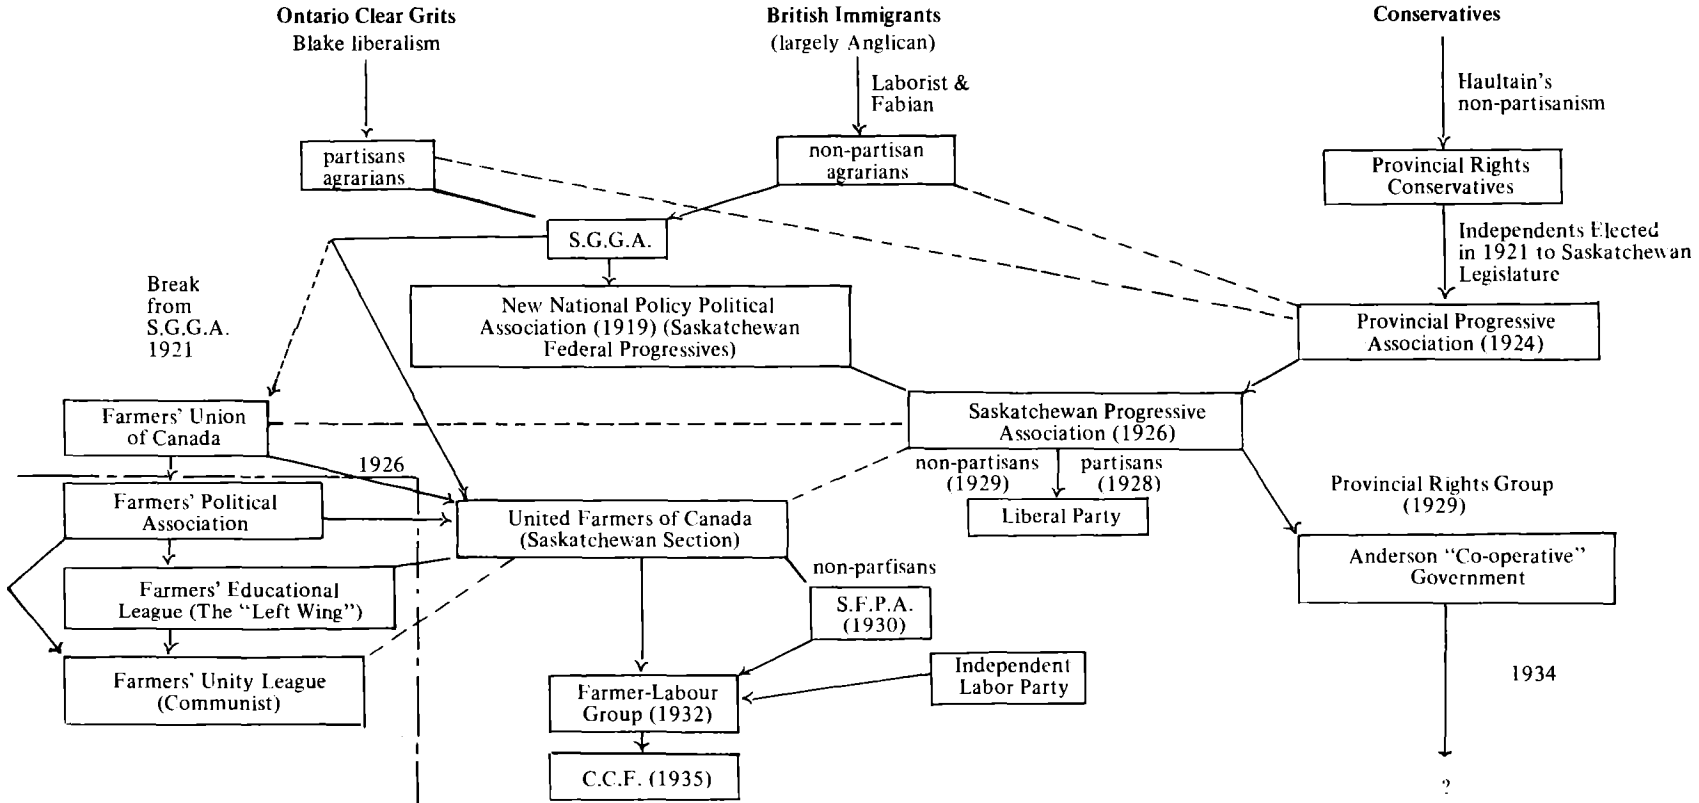 Ontario Clear Grits
Blake liberalism
British Immigrants
(largely Anglican)
Conservatives
Laborist &
Fabian
Haultain's
non-partisanism
partisans
agrarians
non-partisan
agrarians
Provincial Rights
Conservatives
S.G.G.A.
Independents Elected
in 1921 to Saskatchewan
Legislature
Break
from
S.G.G.A.
1921
New National Policy Political
Association (1919) (Saskatchewan
Federal Progressives)
Provincial Progressive
Association (1924)
Farmers' Union
of Canada
Saskatchewan Progressive
Association (1926)
1926
non-partisans
(1929)
partisans
(1928)
Provincial Rights Group
(1929)
Farmers' Political
Association
United Farmers of Canada
(Saskatchewan Section)
Liberal Party
Anderson “Co-operative”
Government
Farmers' Educational
League (The “Left Wing”)
non-partisans
S.F.P.A.
(1930)
Farmers' Unity League
(Communist)
Farmer-Labour
Group (1932)
Independent
Labor Party
1934
C.C.F. (1935)
?